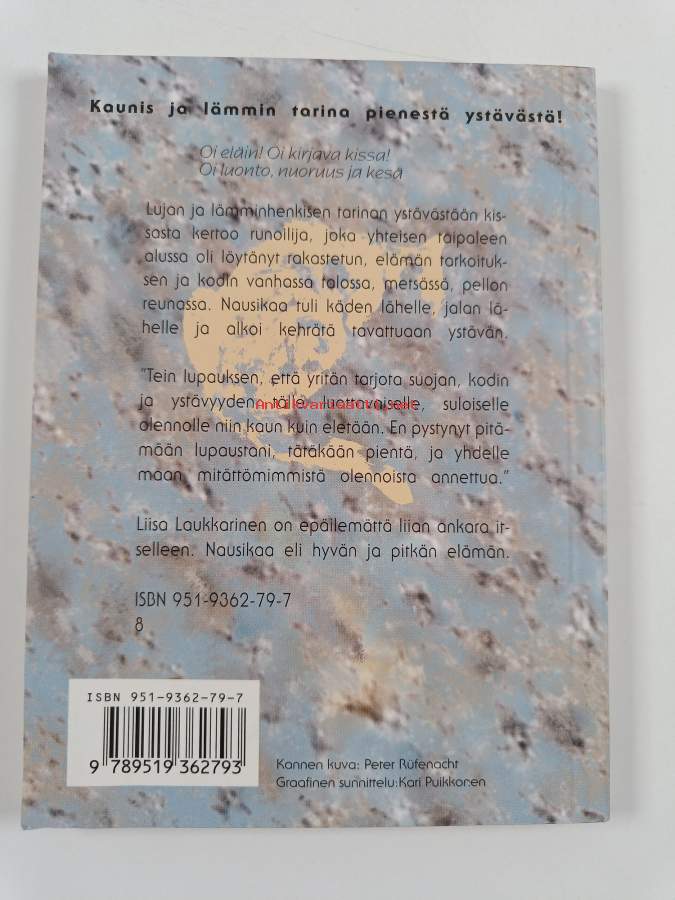 Kaunis ja lämmin tarina pienestä ystävästä!
Oi eläin! Oi kirjava kissa!
Oi luonto, nuoruus ja kesä
Lujan ja lämminhenkisen tarinan ystävästään kis-
sasta kertoo runoilija, joka yhteisen taipaleen
alussa oli löytänyt rakastetun, elämän tarkoituk-
sen ja kodin vanhassa talossa, metsässä, pellon
reunassa. Nausikaa tuli käden lähelle, jalan lä-
helle ja alkoi kehrätä tavattuaan ystävän.
"Tein lupauksen, että yritän tarjota suojan, kodin
ja ystävyyden, tälle luottavaiselle, suloiselle
Antikvariaatti.net
olennolle niin kaun kuin eletään. En pystynyt pitä-
mään lupaustani, tätäkään pientä, ja yhdelle
maan mitättömimmistä olennoista annettua."
Liisa Laukkarinen on epäilemättä liian ankara it-
selleen. Nausikaa eli hyvän ja pitkän elämän.
ISBN 951-9362-79-7
8
ISBN 951-9362-79-7
9 789519 362793
Kannen kuva: Peter Rüfenacht
Graafinen sunnittelu:Kari Puikkonen